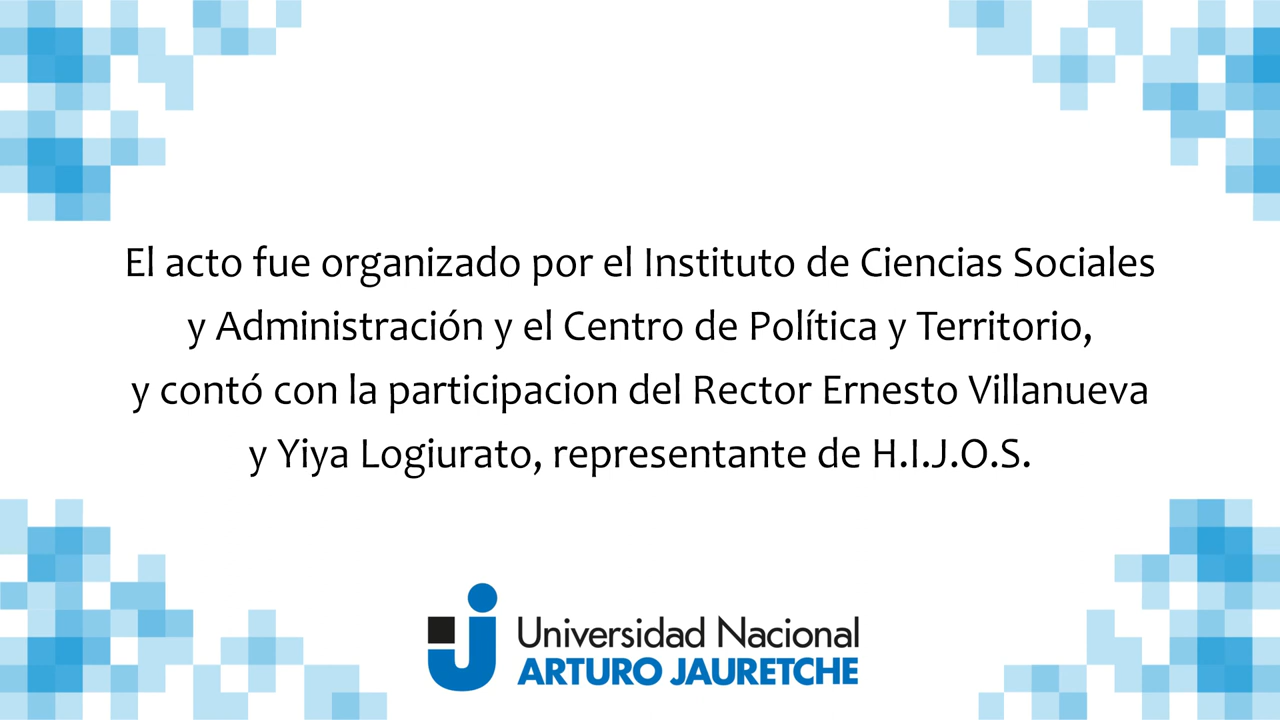 El acto fue organizado por el Instituto de Ciencias Sociales
y Administración y el Centro de Política y Territorio,
y contó con la participacion del Rector Ernesto Villanueva
y Yiya Logiurato, representante de H.I.J.O.S.
Universidad Nacional
ARTURO JAURETCHE